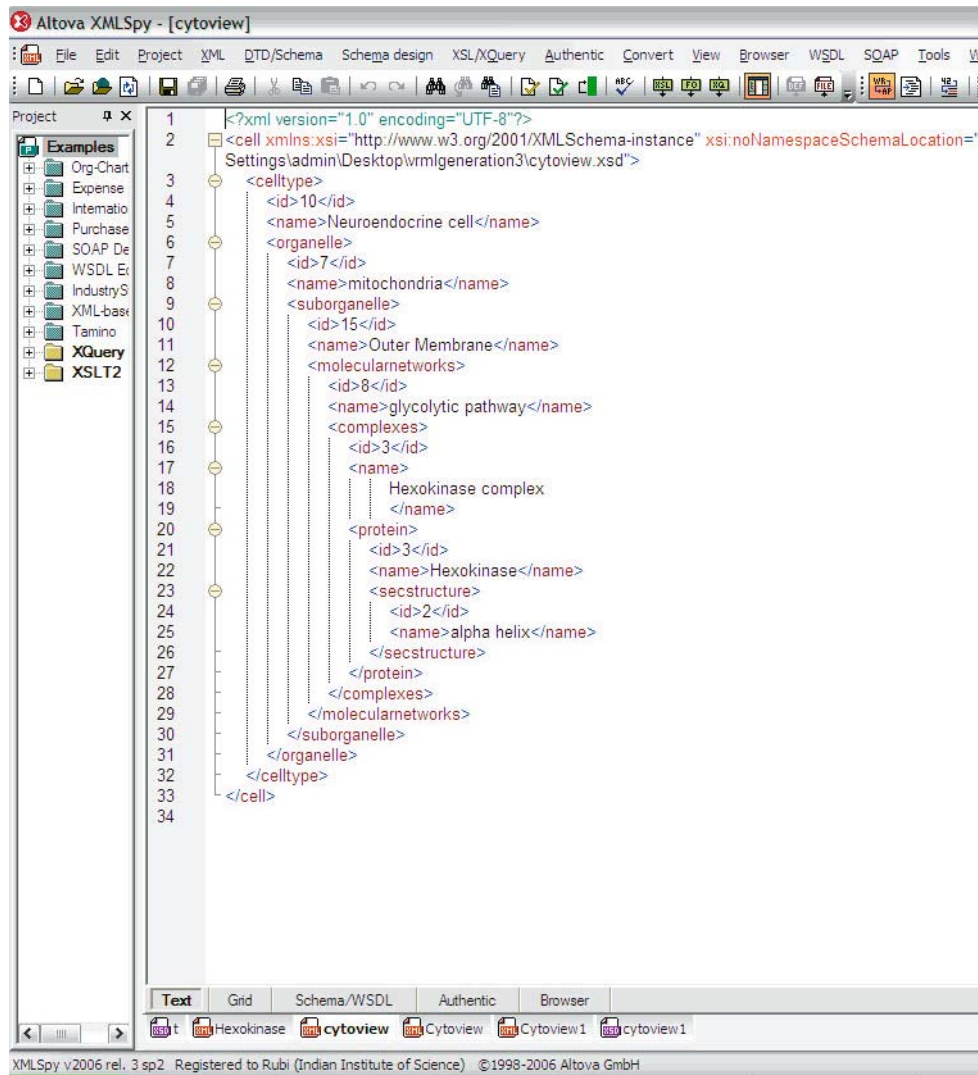 Altova XMLSpy - [cytoview]
File Edit Project XML DTD/Schema Schema design XSL/XQuery Authentic Convert View Browser WSDL SOAP Tools
Project
Examples
Org-Chart
Expense
Internatio
Purchase
SOAP De
WSDL Ec
IndustryS
XML-base
Tamino
XQuery
XSLT2
1 <?xml version="1.0" encoding="UTF-8"?>
2 <cell xmlns:xsi="http://www.w3.org/2001/XMLSchema-instance" xsi:noNamespaceSchemaLocation="
Settings\admin\Desktop\vrmlgeneration3\cytoview.xsd">
3 <celltype>
4 <id>10</id>
5 <name>Neuroendocrine cell</name>
6 <organelle>
7 <id>7</id>
8 <name>mitochondria</name>
9 <suborganelle>
10 <id>15</id>
11 <name>Outer Membrane</name>
12 <molecularnetworks>
13 <id>8</id>
14 <name>glycolytic pathway</name>
15 <complexes>
16 <id>3</id>
17 <name>
18 Hexokinase complex
19 </name>
20 <protein>
21 <id>3</id>
22 <name>Hexokinase</name>
23 <secstructure>
24 <id>2</id>
25 <name>alpha helix</name>
26 </secstructure>
27 </protein>
28 </complexes>
29 </molecularnetworks>
30 </suborganelle>
31 </organelle>
32 </celltype>
33 </cell>
34
Text Grid Schema/WSDL Authentic Browser
t Hexokinase cytoview Cytoview Cytoview1 cytoview1
XMLSpy v2006 rel. 3 sp2 Registered to Rubi (Indian Institute of Science) ©1998-2006 Altova GmbH